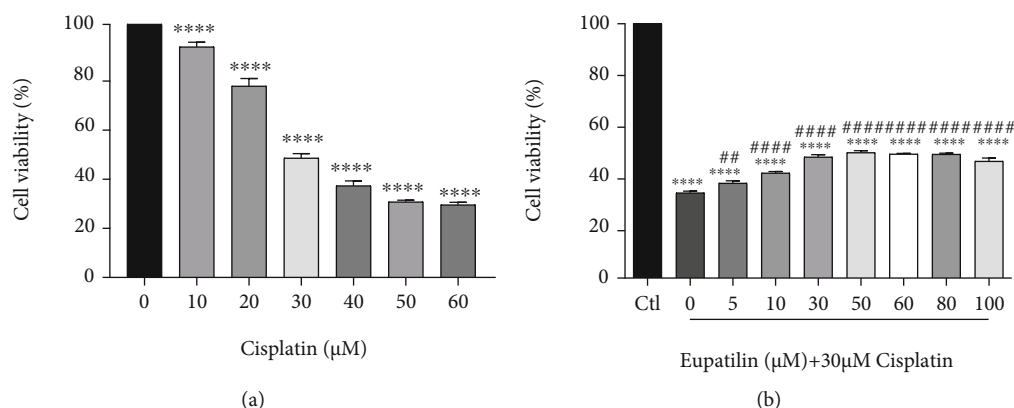 100
80
60
40
20
0
Cell viability (%)
****
****
****
****
****
****
0 10 20 30 40 50 60
Cisplatin (μM)
(a)
100
80
60
40
20
0
Cell viability (%)
## #### #### #### #### #### ####
**** **** **** **** **** **** **** ****
Ctl 0 5 10 30 50 60 80 100
Eupatilin (μM)+30μM Cisplatin
(b)